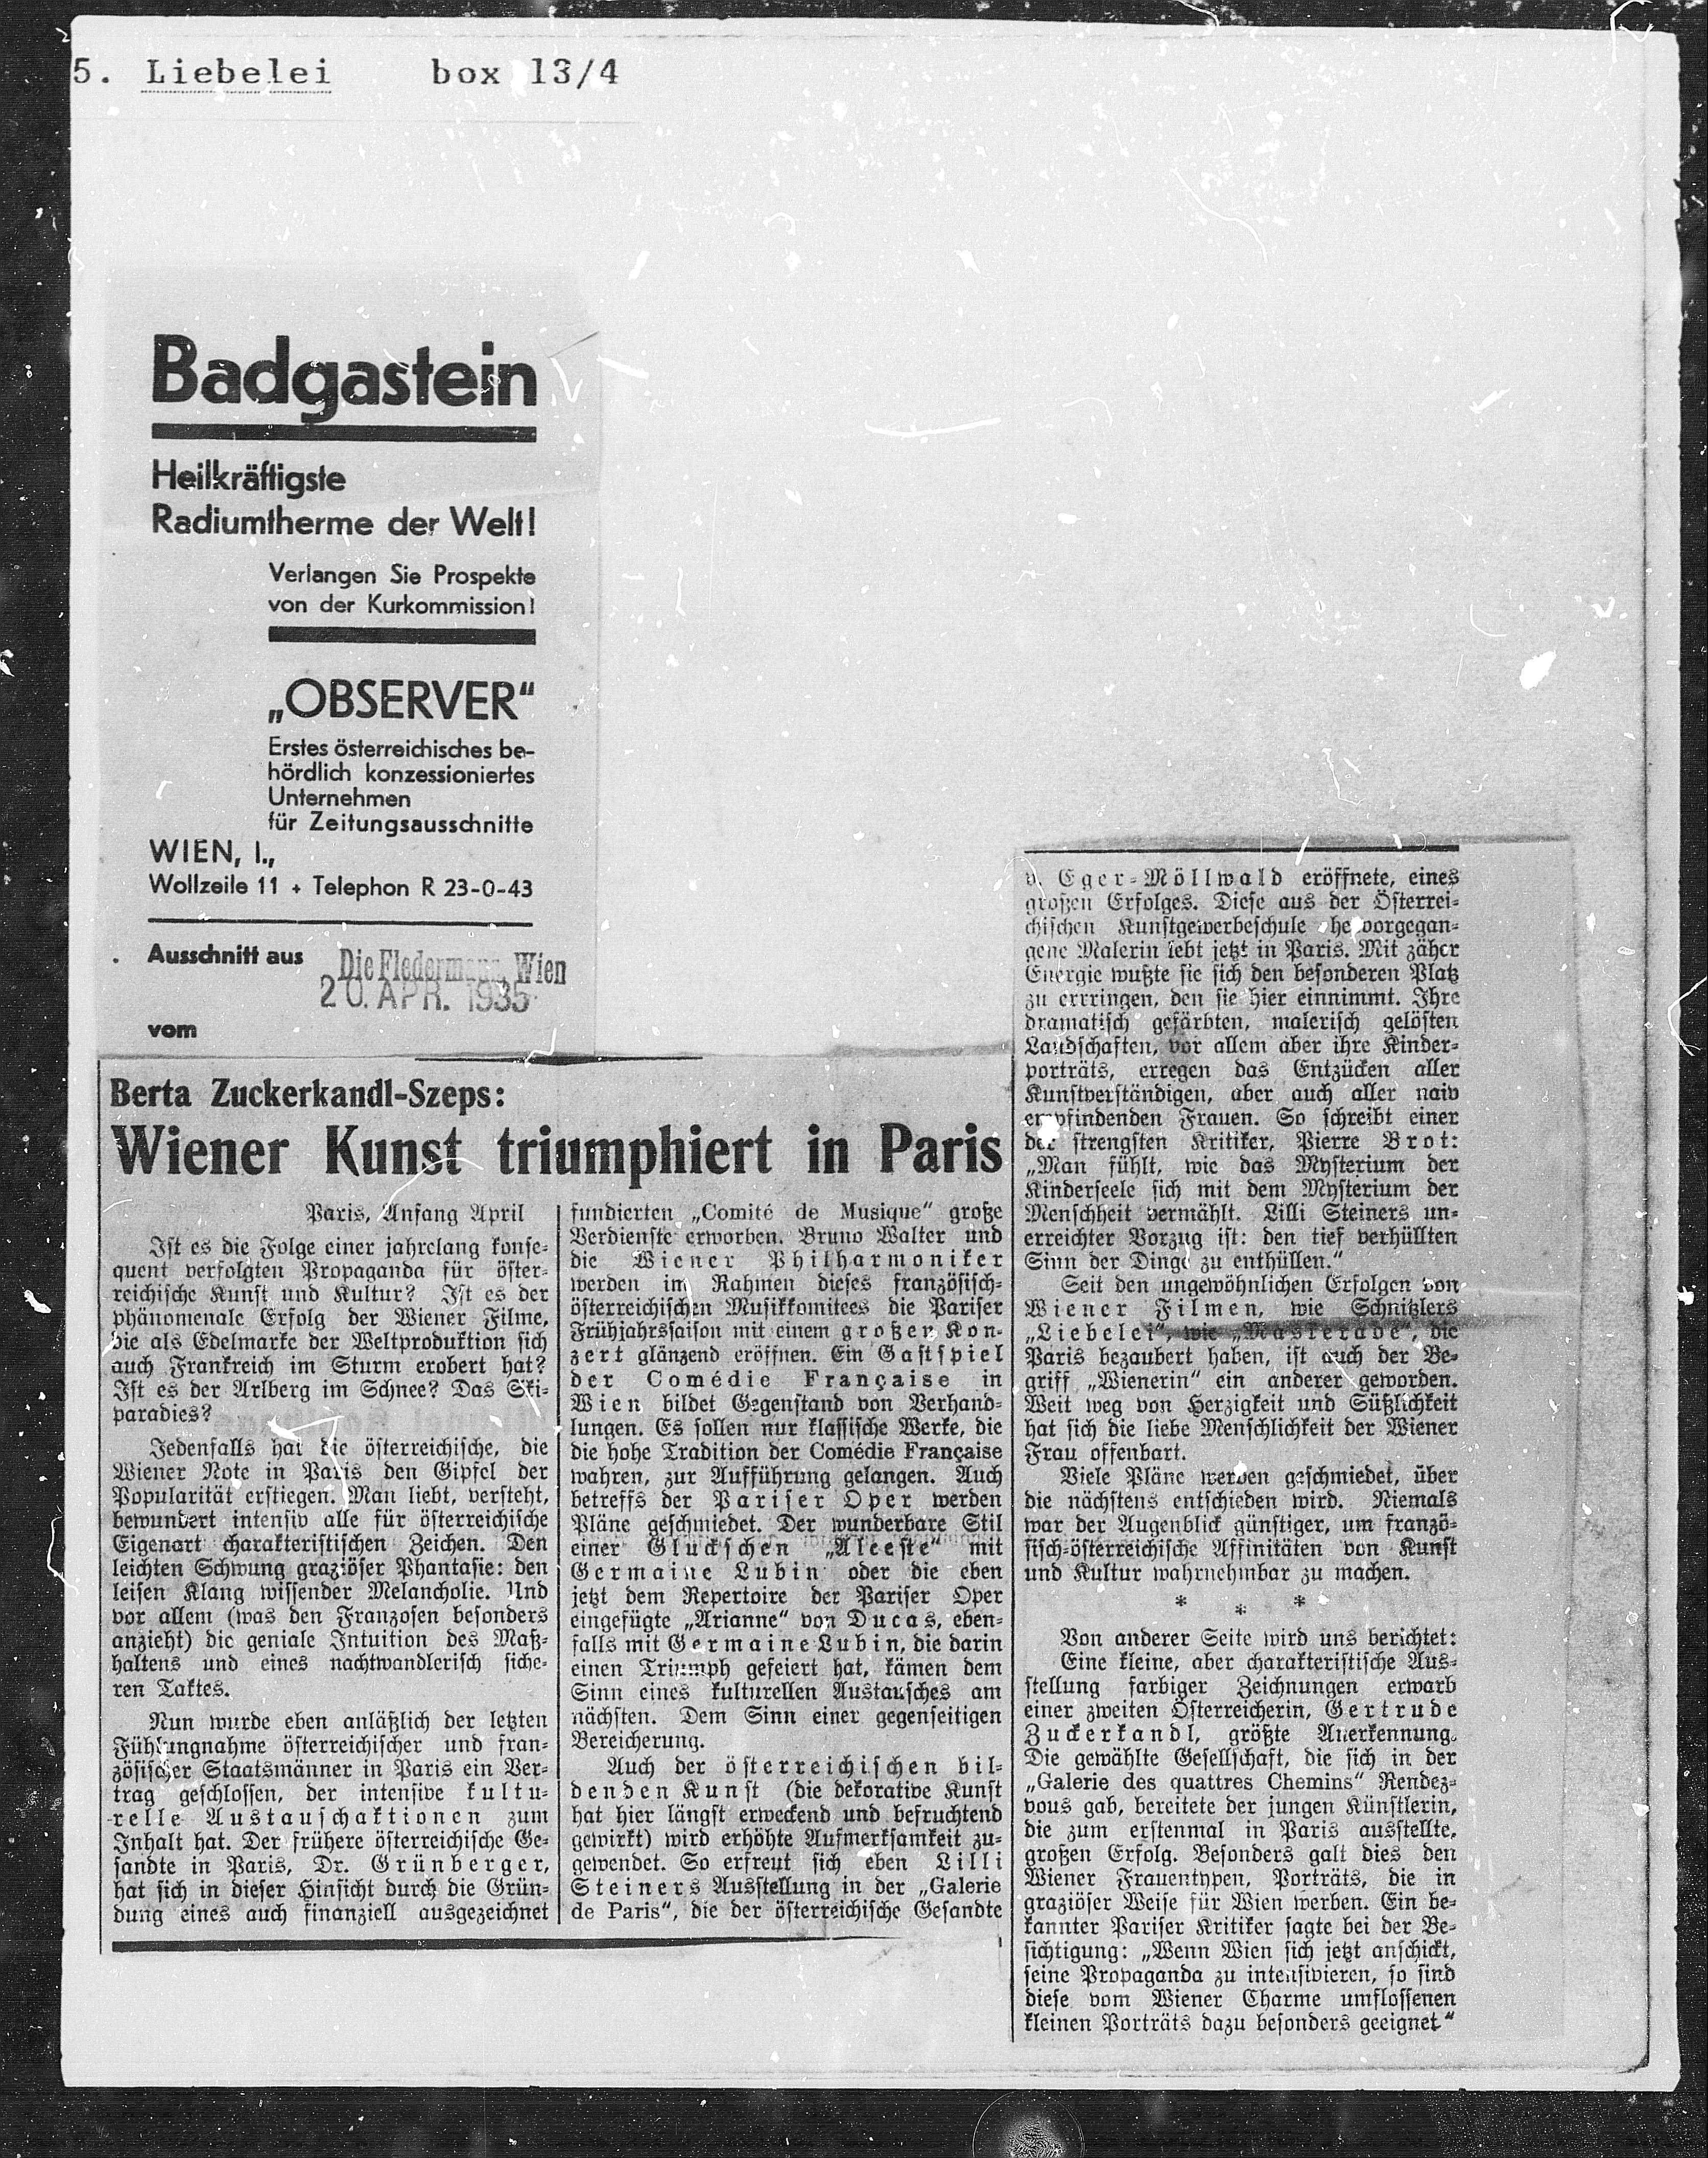 5. Liebelei box 13/4
Badgastein
Heilkräftigste
Radiumtherme der Welt!
Verlangen Sie Prospekte
von der Kurkommission!
„OBSERVER“
Erstes österreichisches be-
hördlich konzessioniertes
Unternehmen
für Zeitungsausschnitte
WIEN, I.,
Wollzeile 11 + Telephon R 23-0-43
Ausschnitt aus
Die Fledermaus, Wien
20. APR. 1935
vom
Berta Zuckerkandl-Szeps:
Wiener Kunst triumphiert in Paris
Paris, Anfang April
Ist es die Folge einer jahrelang konse-
quent verfolgten Propaganda für öster-
reichische Kunst und Kultur? Ist es der
phänomenale Erfolg der Wiener Filme,
die als Edelmarke der Weltproduktion sich
auch Frankreich im Sturm erobert hat?
Ist es der Arlberg im Schnee? Das Ski-
paradies?
Jedenfalls hat die österreichische, die
Wiener Note in Paris den Gipfel der
Popularität erstiegen. Man liebt, versteht,
bewundert intensiv alle für österreichische
Eigenart charakteristischen Zeichen. Den
leichten Schwung graziöser Phantasie: den
leisen Klang wissender Melancholie. Und
vor allem (was den Franzosen besonders
anzieht) die geniale Intuition des Maß-
haltens und eines nachtwandlerisch siche-
ren Taktes.
Nun wurde eben anläßlich der letzten
Fühlungnahme österreichischer und fran-
zösischer Staatsmänner in Paris ein Ver-
trag geschlossen, der intensive kultu-
relle Austauschaktionen zum
Inhalt hat. Der frühere österreichische Ge-
sandte in Paris, Dr. Grünberger,
hat sich in dieser Hinsicht durch die Grün-
dung eines auch finanziell ausgezeichnet
fundierten „Comité de Musique“ große
Verdienste erworben. Bruno Walter und
die Wiener Philharmoniker
werden im Rahmen dieses französisch-
österreichischen Musikkomitees die Pariser
Frühjahrssaison mit einem großen Kon-
zert glänzend eröffnen. Ein Gastspiel
der Comédie Française in
Wien bildet Gegenstand von Verhand-
lungen. Es sollen nur klassische Werke, die
die hohe Tradition der Comédie Française
wahren, zur Aufführung gelangen. Auch
betreffs der Pariser Oper werden
Pläne geschmiedet. Der wunderbare Stil
einer Gluckschen „Alceste“ mit
Germaine Lubin oder die eben
jetzt dem Repertoire der Pariser Oper
eingefügte „Arianne“ von Ducas, eben-
falls mit Germaine Lubin, die darin
einen Triumph gefeiert hat, kämen dem
Sinn eines kulturellen Austausches am
nächsten. Dem Sinn einer gegenseitigen
Bereicherung.
Auch der österreichischen bil-
denden Kunst (die dekorative Kunst
hat hier längst erweckend und befruchtend
gewirkt) wird erhöhte Aufmerksamkeit zu-
gewendet. So erfreut sich eben Lilli
Steiners Ausstellung in der „Galerie
de Paris“, die der österreichische Gesandte
v. Eger-Möllwald eröffnete, eines
großen Erfolges. Diese aus der Österrei-
chischen Kunstgewerbeschule hervorgegan-
gene Malerin lebt jetzt in Paris. Mit zäher
Energie wußte sie sich den besonderen Platz
zu errringen, den sie hier einnimmt. Ihre
dramatisch gefärbten, malerisch gelösten
Landschaften, vor allem aber ihre Kinder-
porträts, erregen das Entzücken aller
Kunstverständigen, aber auch aller naiv
empfindenden Frauen. So schreibt einer
der strengsten Kritiker, Pierre Brot:
„Man fühlt, wie das Mysterium der
Kinderseele sich mit dem Mysterium der
Menschheit vermählt. Lilli Steiners un-
erreichter Vorzug ist: den tief verhüllten
Sinn der Dinge zu enthüllen.“
Seit den ungewöhnlichen Erfolgen von
Wiener Filmen, wie Schnitzlers
„Liebelei“, wie „Maskerade“, die
Paris bezaubert haben, ist auch der Be-
griff „Wienerin“ ein anderer geworden.
Weit weg von Herzigkeit und Süßlichkeit
hat sich die liebe Menschlichkeit der Wiener
Frau offenbart.
Viele Pläne werden geschmiedet, über
die nächstens entschieden wird. Niemals
war der Augenblick günstiger, um franzö-
sisch-österreichische Affinitäten von Kunst
und Kultur wahrnehmbar zu machen.
* * *
Von anderer Seite wird uns berichtet:
Eine kleine, aber charakteristische Aus-
stellung farbiger Zeichnungen erwarb
einer zweiten Österreicherin, Gertrude
Zuckerkandl, größte Anerkennung.
Die gewählte Gesellschaft, die sich in der
„Galerie des quattres Chemins“ Rendez-
vous gab, bereitete der jungen Künstlerin,
die zum erstenmal in Paris ausstellte,
großen Erfolg. Besonders galt dies den
Wiener Frauentypen, Porträts, die in
graziöser Weise für Wien werben. Ein be-
kannter Pariser Kritiker sagte bei der Be-
sichtigung: „Wenn Wien sich jetzt anschickt,
seine Propaganda zu intensivieren, so sind
diese vom Wiener Charme umflossenen
kleinen Porträts dazu besonders geeignet“